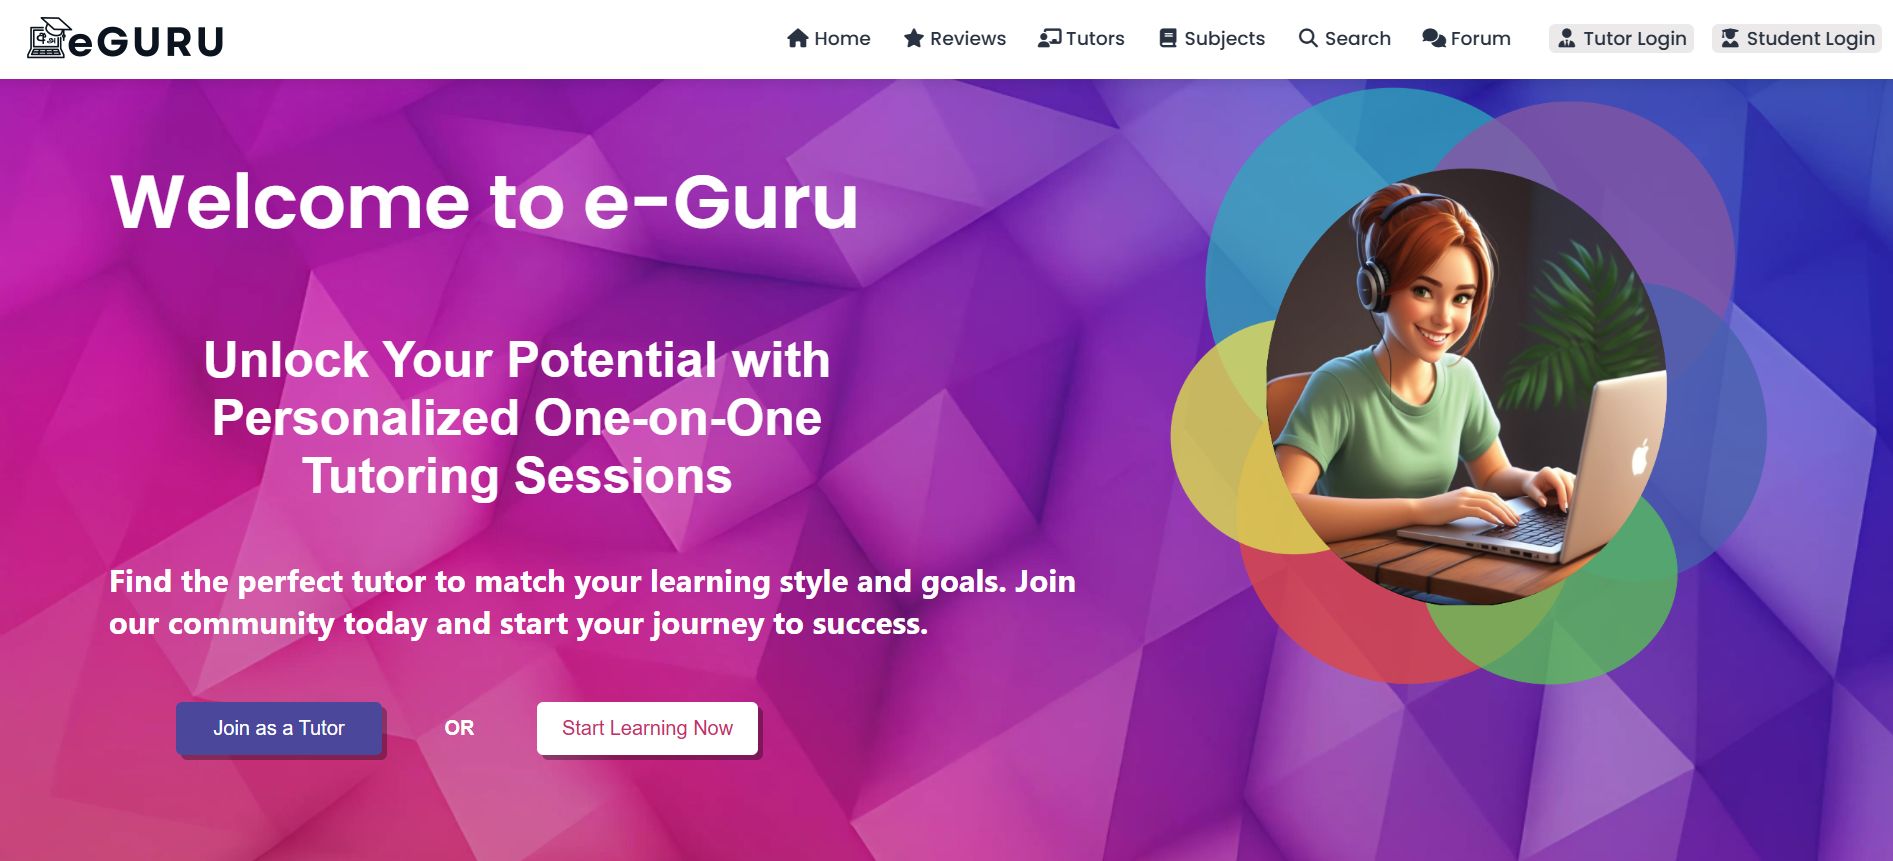 eGURU
Home
Reviews
Tutors
Subjects
Search
Forum
Tutor Login
Student Login
Welcome to e-Guru
Unlock Your Potential with
Personalized One-on-One
Tutoring Sessions
Find the perfect tutor to match your learning style and goals. Join
our community today and start your journey to success.
Join as a Tutor
OR
Start Learning Now